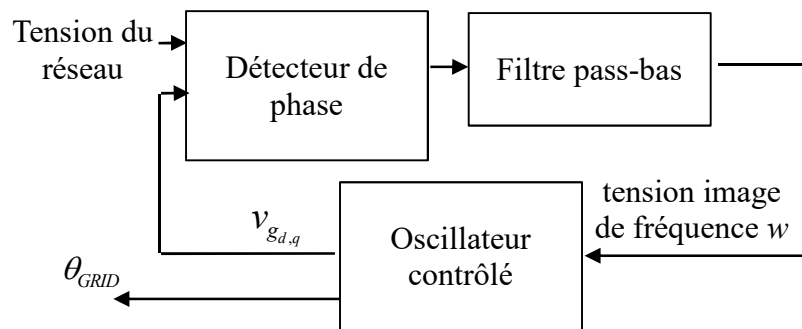 Tension du
réseau
Détecteur de
phase
Filtre pass-bas
tension image
de fréquence w
v_{g_{d,q}}
Oscillateur
contrôlé
θ_{GRID}